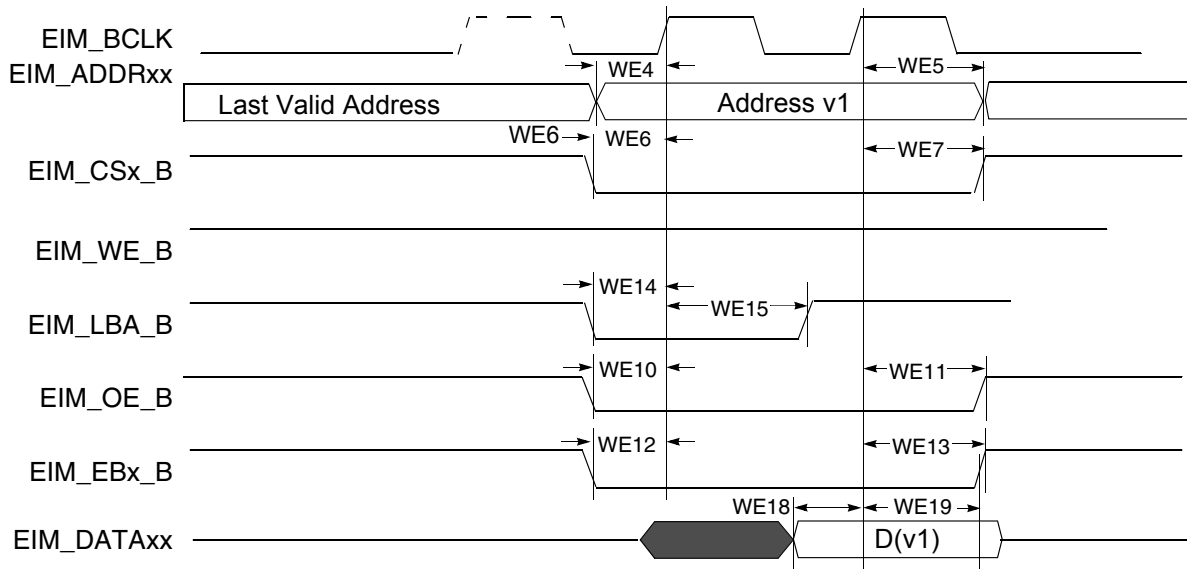 EIM_BCLK
EIM_ADDRxx
WE4
WE5
Last Valid Address
Address v1
WE6
WE6
WE7
EIM_CSx_B
EIM_WE_B
WE14
WE15
EIM_LBA_B
WE10
WE11
EIM_OE_B
WE12
WE13
EIM_EBx_B
WE18
WE19
EIM_DATAxx
D(v1)